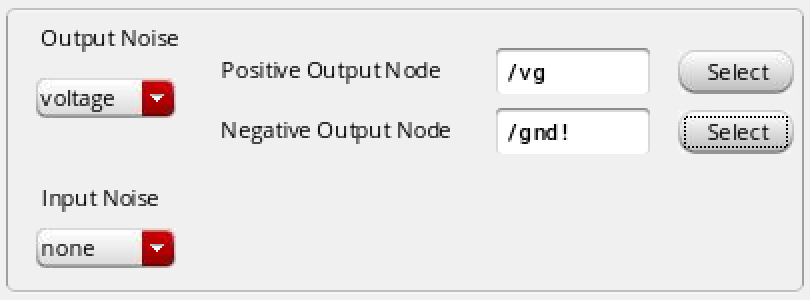 Output Noise
voltage
Positive Output Node
/vg
Select
Negative Output Node
/gnd!
Select
Input Noise
none